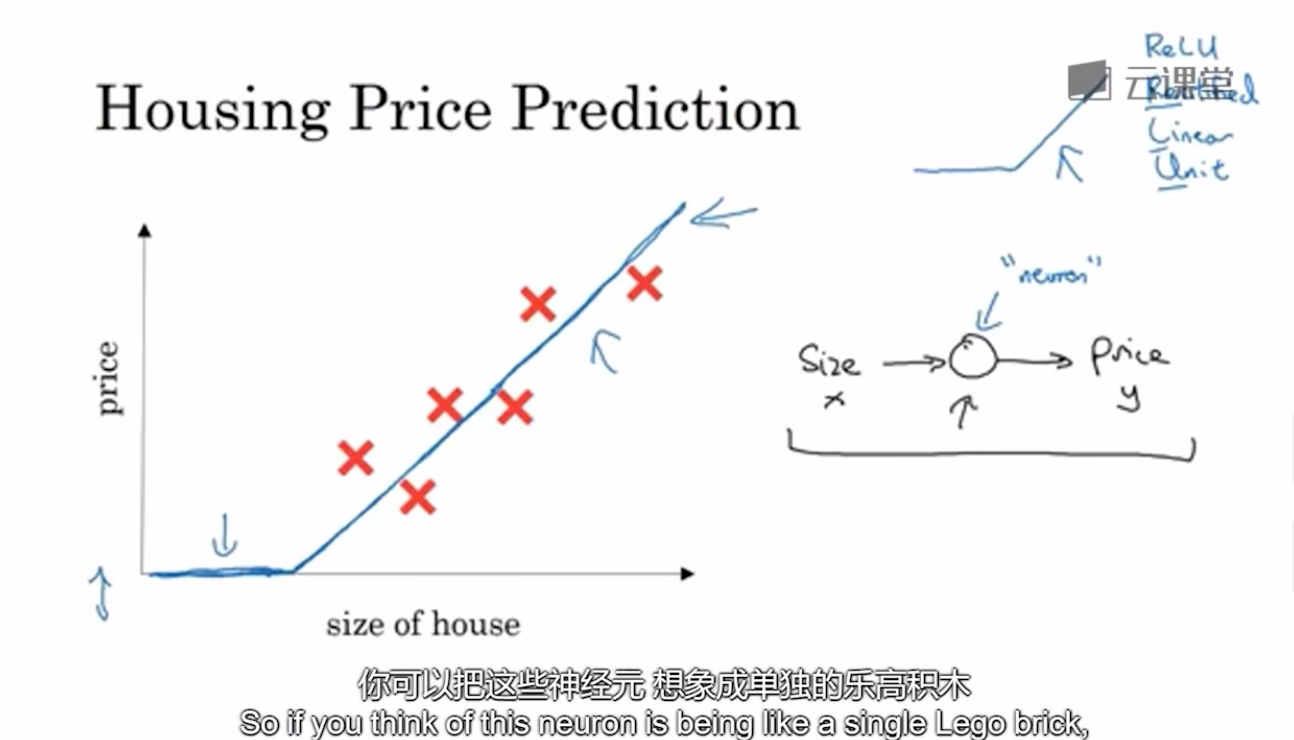 Housing Price Prediction
ReLU
云课堂
Rectified
Linear
Unit
"neuron"
Size
Price
x
y
price
size of house
你可以把这些神经元 想象成单独的乐高积木
So if you think of this neuron is being like a single Lego brick,